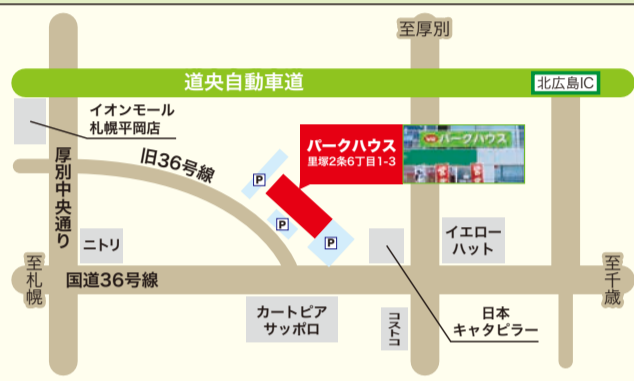 至厚別
道央自動車道
北広島IC
イオンモール
札幌平岡店
厚別中央通り
旧36号線
パークハウス
里塚2条6丁目1-3
パークハウス
P
P
P
ニトリ
イエロー
ハット
至札幌
国道36号線
至千歳
カートピア
サッポロ
コストコ
日本
キャタピラー